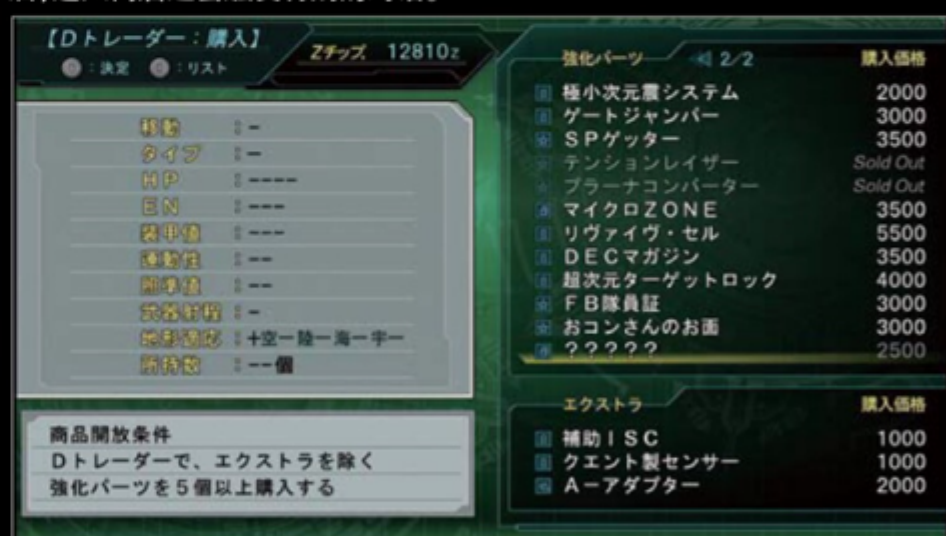 【Dトレーダー：購入】
：決定 ：リスト
Zチップ. 12810z
移動 ：-
タイプ ：-
HP ：----
EN ：---
装甲値 ：---
運動性 ：--
照準値 ：--
武器射程 ：-
地形適応 ：+空ー陸ー海ー宇ー
所持数 ：--個
商品開放条件
Dトレーダーで、エクストラを除く
強化パーツを5個以上購入する
強化パーツ 2/2 購入価格
極小次元震システム 2000
ゲートジャンバー 3000
SPゲッター 3500
テンションレイザー Sold Out
プラーナコンバーター Sold Out
マイクロZONE 3500
リヴァイヴ・セル 5500
DECマガジン 3500
超次元ターゲットロック 4000
FB隊員証 3000
おコンさんのお面 3000
????? 2500
エクストラ 購入価格
補助ISC 1000
クエント製センサー 1000
A－アダプター 2000